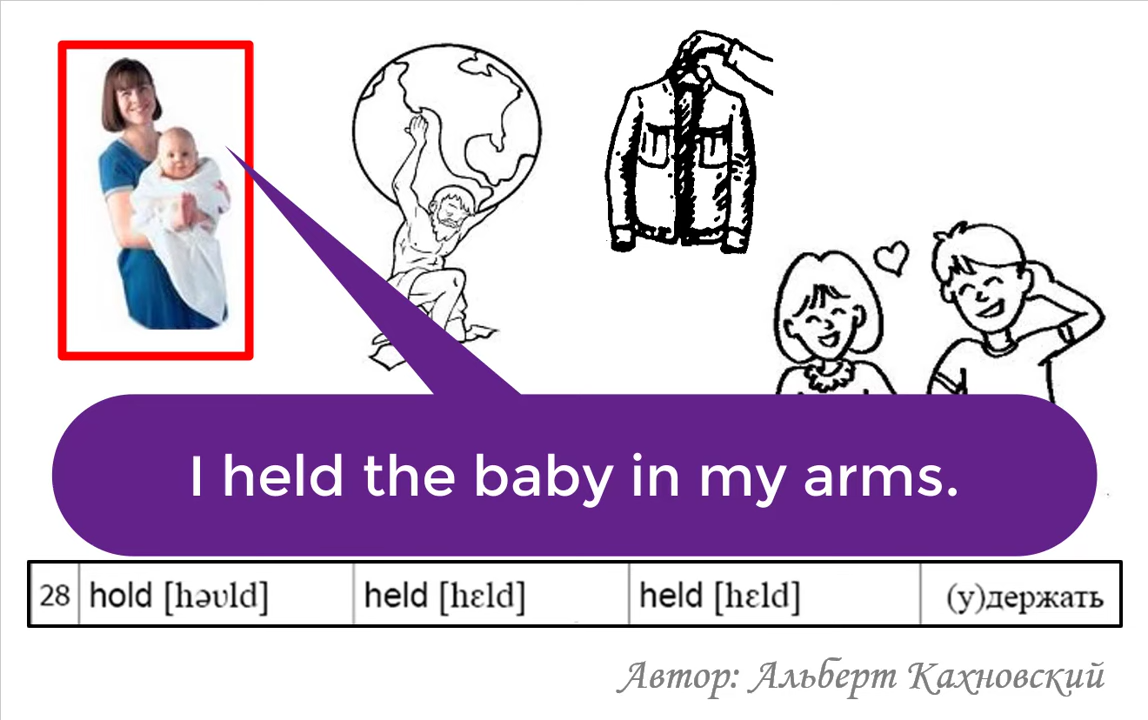 I held the baby in my arms.
28 hold [həʊld] held [hɛld] held [hɛld] (у)держать
Автор: Альберт Кахновский